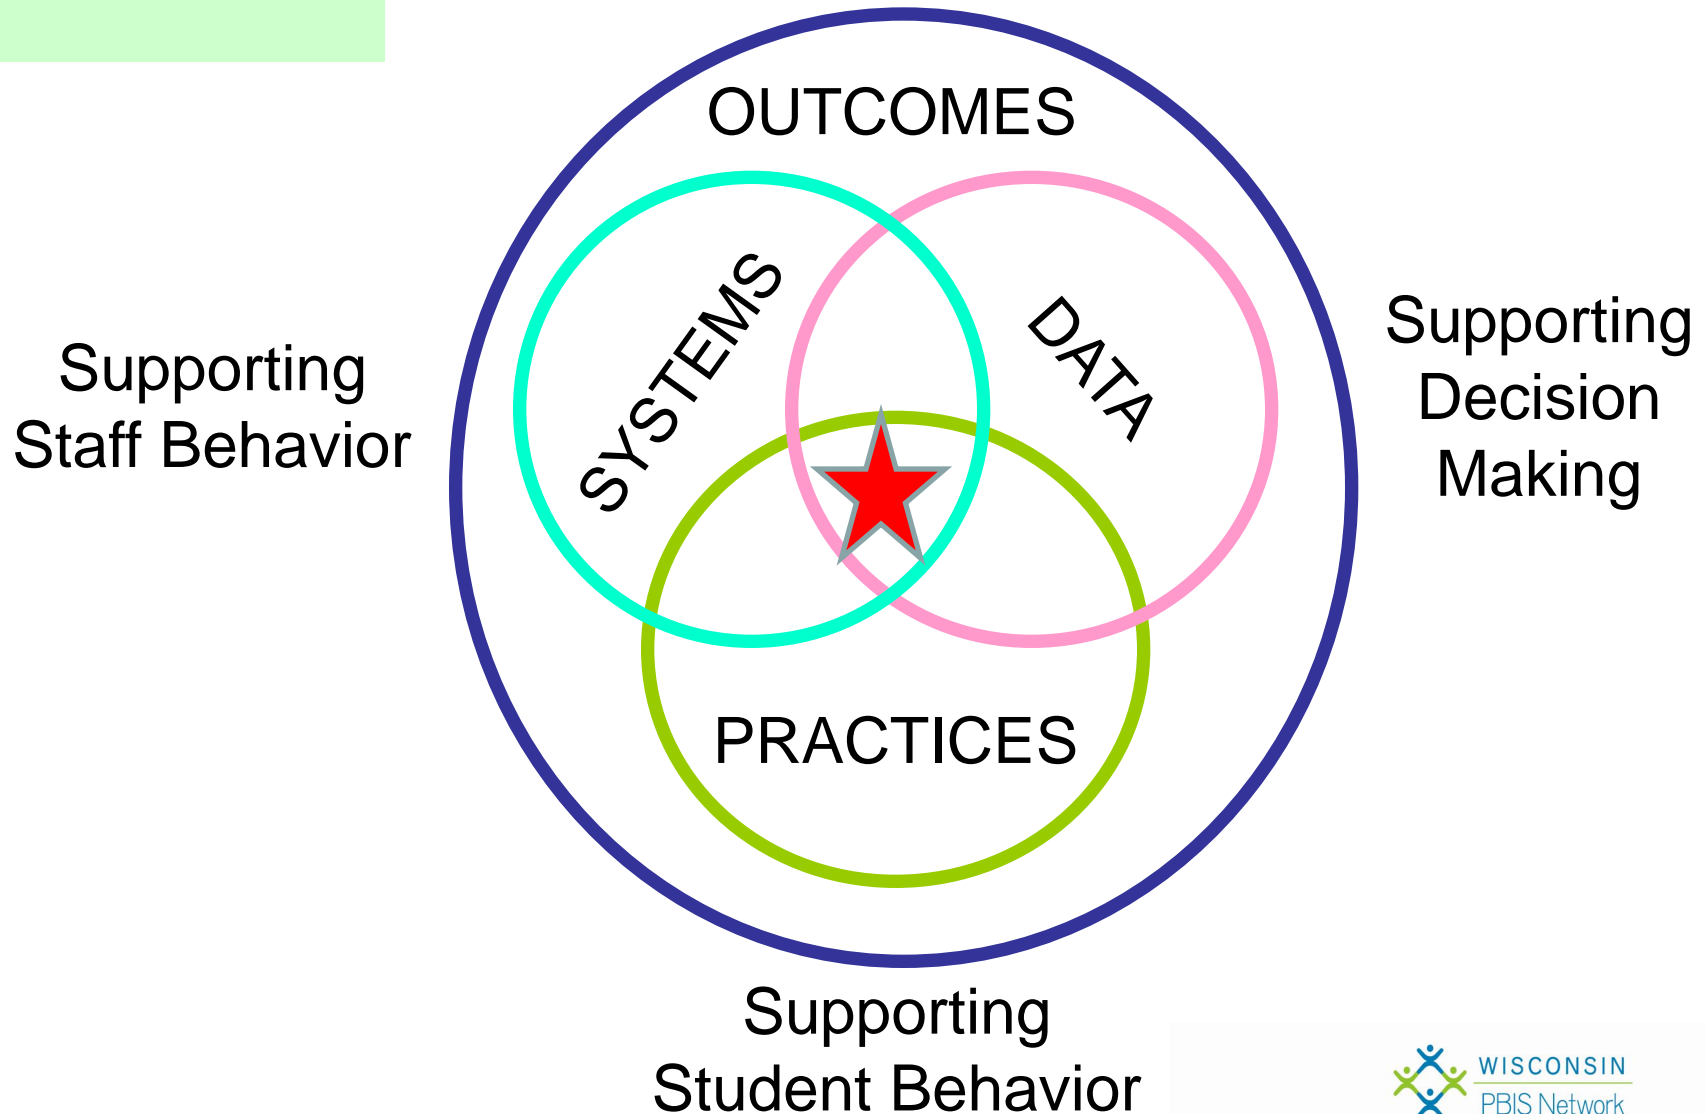 OUTCOMES
SYSTEMS
DATA
PRACTICES
Supporting
Staff Behavior
Supporting
Decision
Making
Supporting
Student Behavior
WISCONSIN
PBIS Network